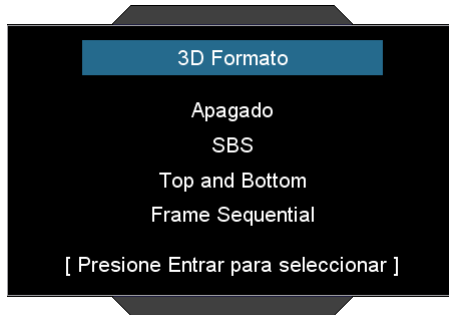 3D Formato
Apagado
SBS
Top and Bottom
Frame Sequential
[ Presione Entrar para seleccionar ]